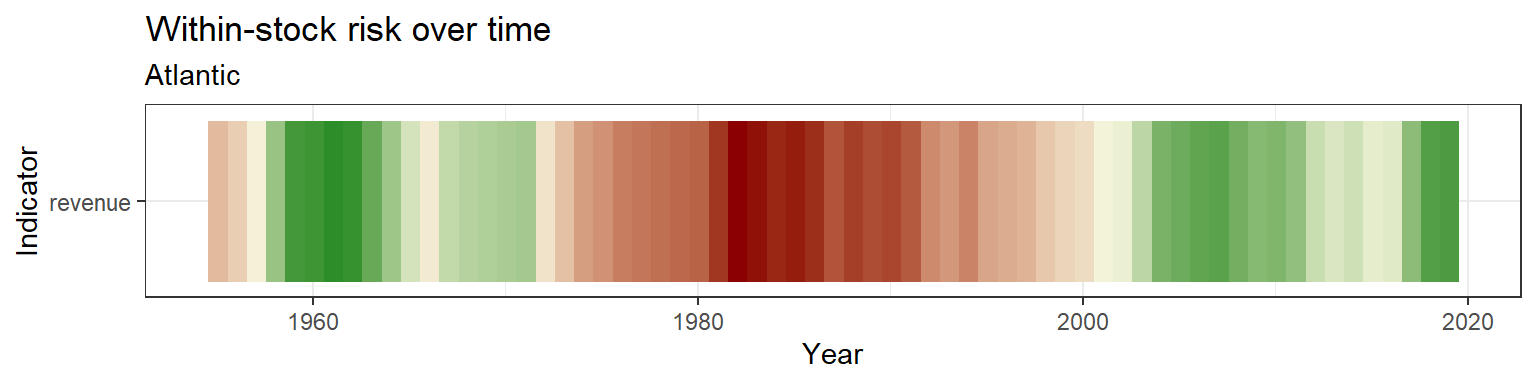 Within-stock risk over time
Atlantic
Indicator
revenue
1960 1980 2000 2020
Year